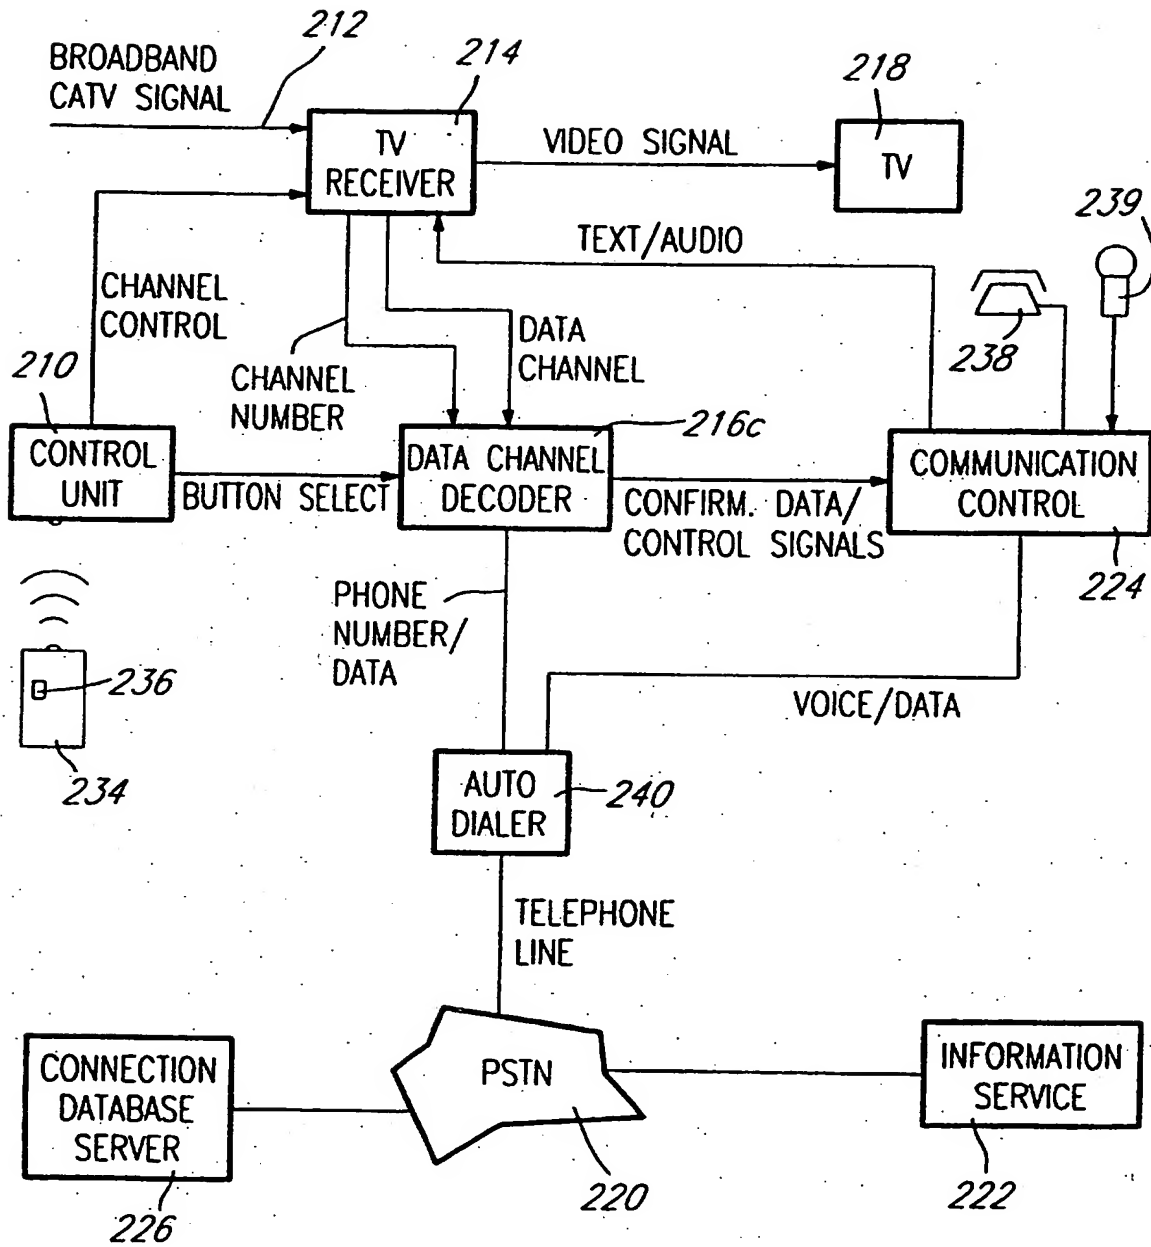 212
BROADBAND
CATV SIGNAL
214
218
TV
RECEIVER
VIDEO SIGNAL
TV
239
TEXT/AUDIO
CHANNEL
CONTROL
238
DATA
CHANNEL
210
CHANNEL
NUMBER
216c
CONTROL
UNIT
BUTTON SELECT
DATA CHANNEL
DECODER
CONFIRM. DATA/
CONTROL SIGNALS
COMMUNICATION
CONTROL
224
PHONE
NUMBER/
DATA
236
VOICE/DATA
234
AUTO
DIALER
240
TELEPHONE
LINE
CONNECTION
DATABASE
SERVER
PSTN
INFORMATION
SERVICE
226
220
222